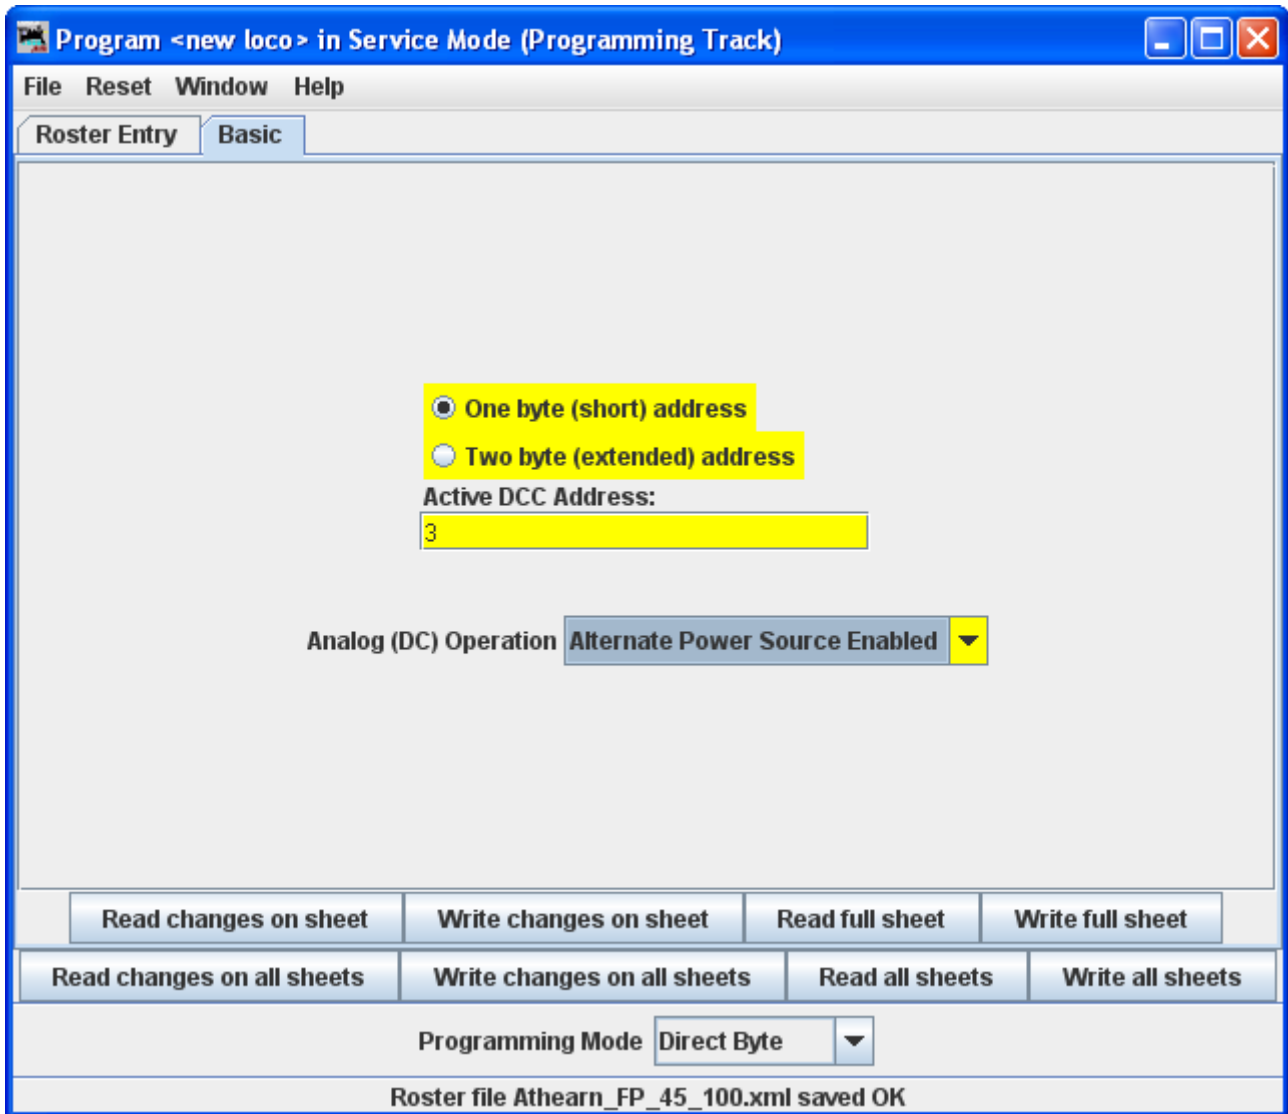 Program <new loco> in Service Mode (Programming Track)
File Reset Window Help
Roster Entry Basic
One byte (short) address
Two byte (extended) address
Active DCC Address:
3
Analog (DC) Operation Alternate Power Source Enabled
Read changes on sheet Write changes on sheet Read full sheet Write full sheet
Read changes on all sheets Write changes on all sheets Read all sheets Write all sheets
Programming Mode Direct Byte
Roster file Athearn_FP_45_100.xml saved OK